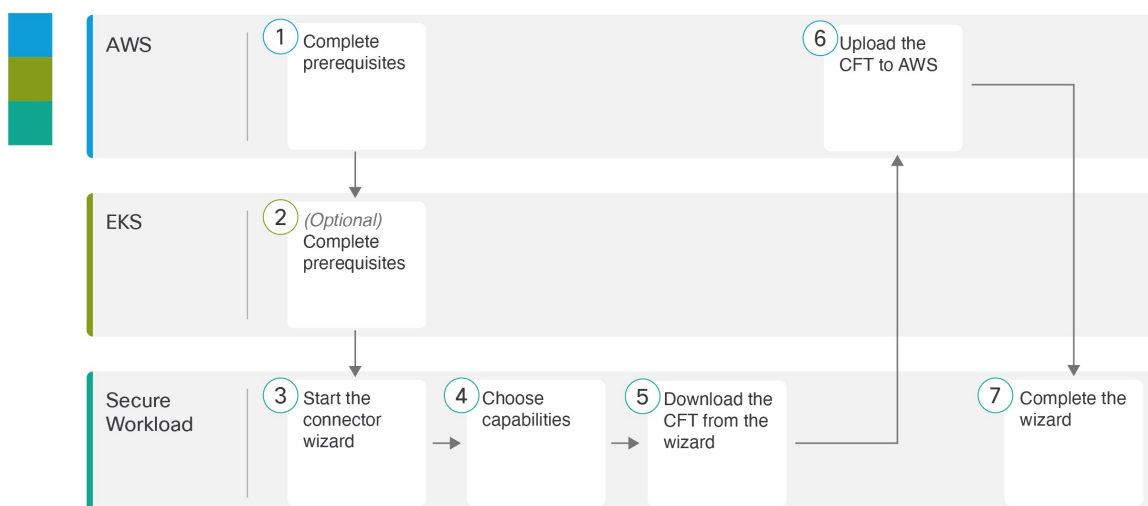 AWS
1
Complete
prerequisites
6
Upload the
CFT to AWS
EKS
2
(Optional)
Complete
prerequisites
Secure
Workload
3
Start the
connector
wizard
4
Choose
capabilities
5
Download the
CFT from the
wizard
7
Complete the
wizard